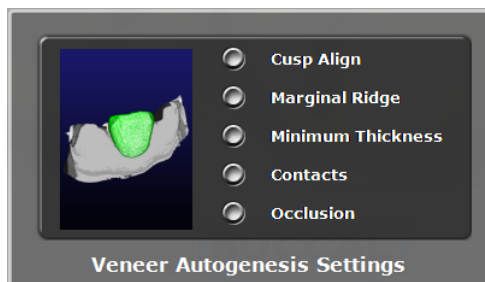 Cusp Align
Marginal Ridge
Minimum Thickness
Contacts
Occlusion
Veneer Autogenesis Settings